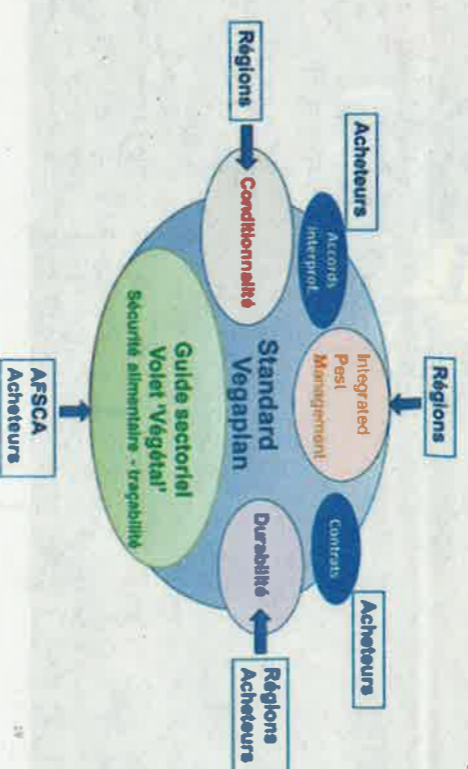 Régions
Acheteurs
Accords
interprof.
Integrated
Pest
Management
Contrats
Acheteurs
Régions
Conditionnalité
Standard
Vegaplan
Durabilité
Régions
Acheteurs
Guide sectoriel
Volet 'Végétal'
Sécurité alimentaire - traçabilité
AFSCA
Acheteurs